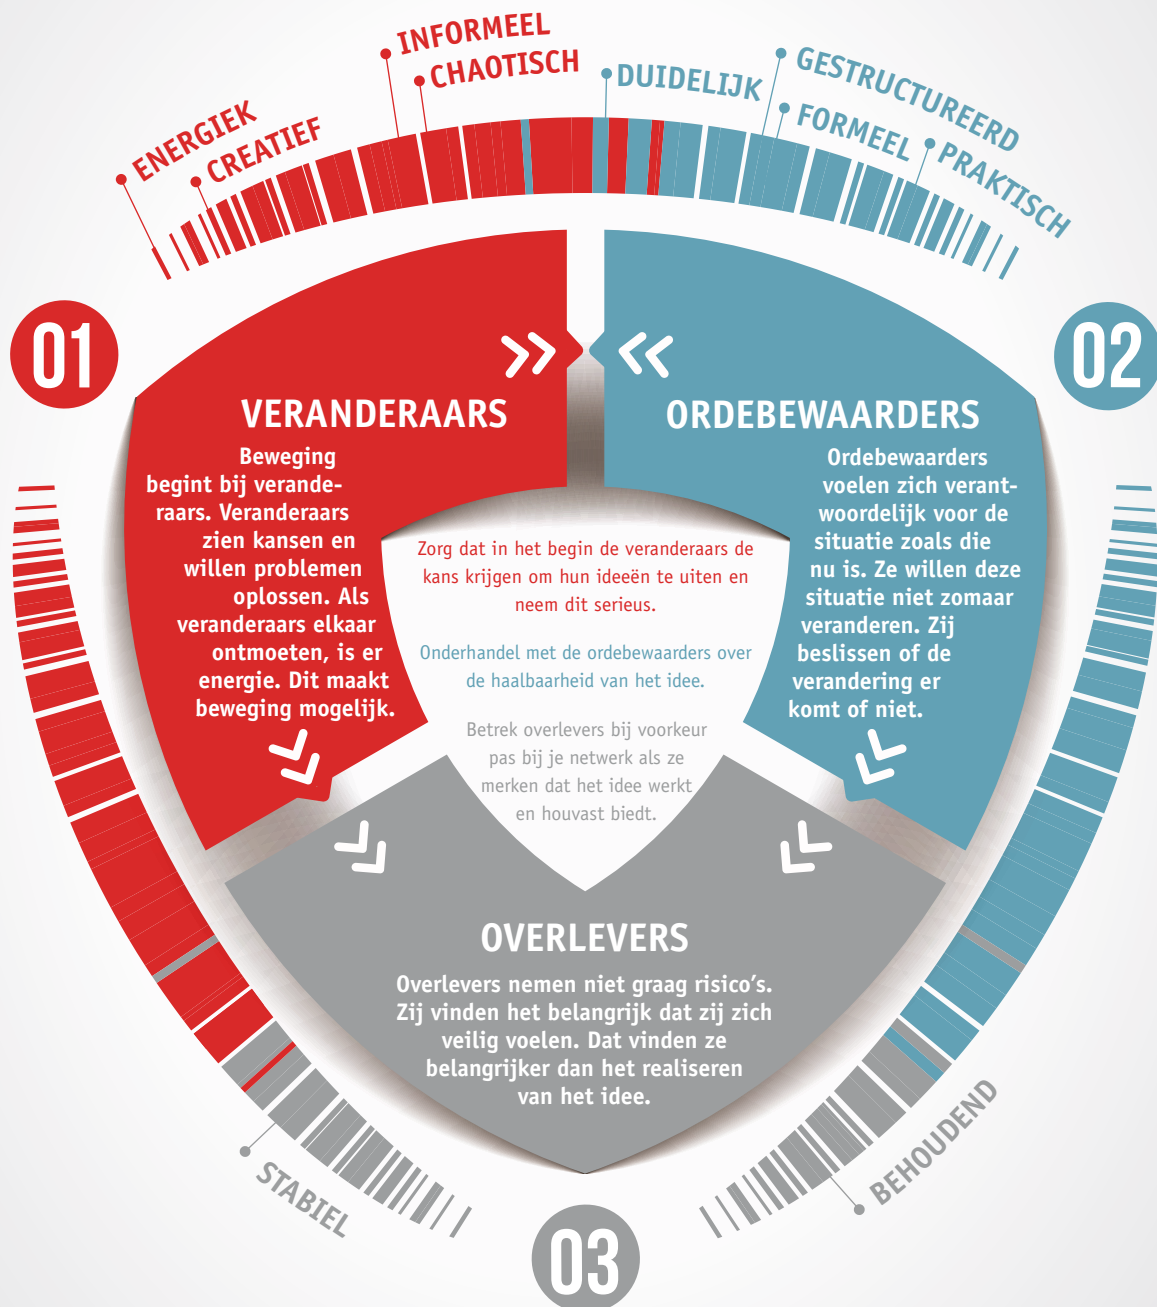 INFORMEEL
CHAOTISCH
ENERGIEK
CREATIEF
DUIDELIJK
GESTRUCTUREERD
FORMEEL
PRAKTISCH
01
02
VERANDERAARS
Beweging
begint bij verande-
raars. Veranderaars
zien kansen en
willen problemen
oplossen. Als
veranderaars elkaar
ontmoeten, is er
energie. Dit maakt
beweging mogelijk.
ORDEBEWAARDERS
Ordebewaarders
voelen zich verant-
woordelijk voor de
situatie zoals die
nu is. Ze willen deze
situatie niet zomaar
veranderen. Zij
beslissen of de
verandering er
komt of niet.
Zorg dat in het begin de veranderaars de
kans krijgen om hun ideeën te uiten en
neem dit serieus.
Onderhandel met de ordebewaarders over
de haalbaarheid van het idee.
Betrek overlevers bij voorkeur
pas bij je netwerk als ze
merken dat het idee werkt
en houvast biedt.
OVERLEVERS
Overlevers nemen niet graag risico's.
Zij vinden het belangrijk dat zij zich
veilig voelen. Dat vinden ze
belangrijker dan het realiseren
van het idee.
STABIEL
BEHOUDEND
03